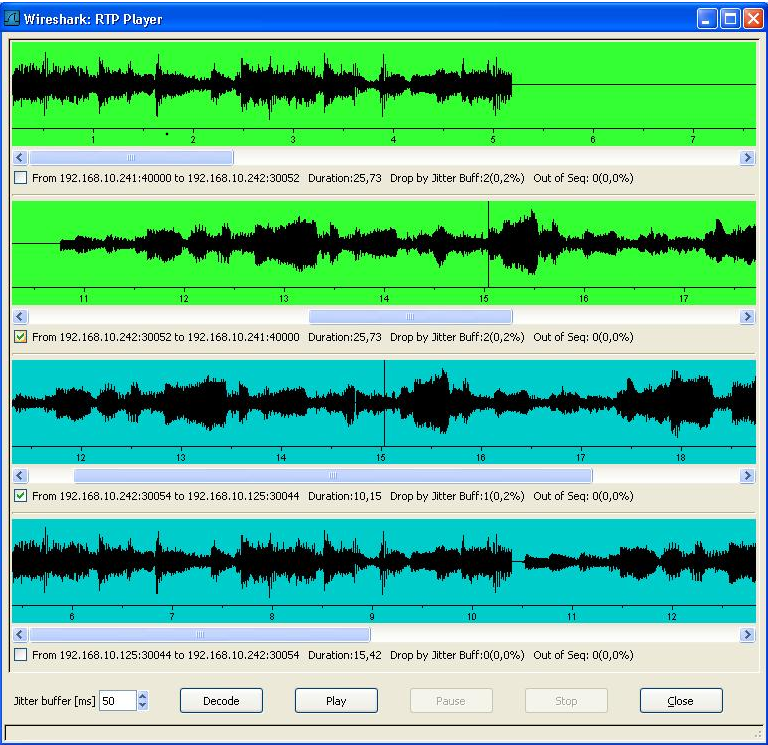 Wireshark: RTP Player
1 2 3 4 5 6 7
From 192.168.10.241:40000 to 192.168.10.242:30052 Duration:25,73 Drop by Jitter Buff:2(0,2%) Out of Seq: 0(0,0%)
11 12 13 14 15 16 17
From 192.168.10.242:30052 to 192.168.10.241:40000 Duration:25,73 Drop by Jitter Buff:2(0,2%) Out of Seq: 0(0,0%)
12 13 14 15 16 17 18
From 192.168.10.242:30054 to 192.168.10.125:30044 Duration:10,15 Drop by Jitter Buff:1(0,2%) Out of Seq: 0(0,0%)
6 7 8 9 10 11 12
From 192.168.10.125:30044 to 192.168.10.242:30054 Duration:15,42 Drop by Jitter Buff:0(0,0%) Out of Seq: 0(0,0%)
Jitter buffer [ms] 50 Decode Play Pause Stop Close